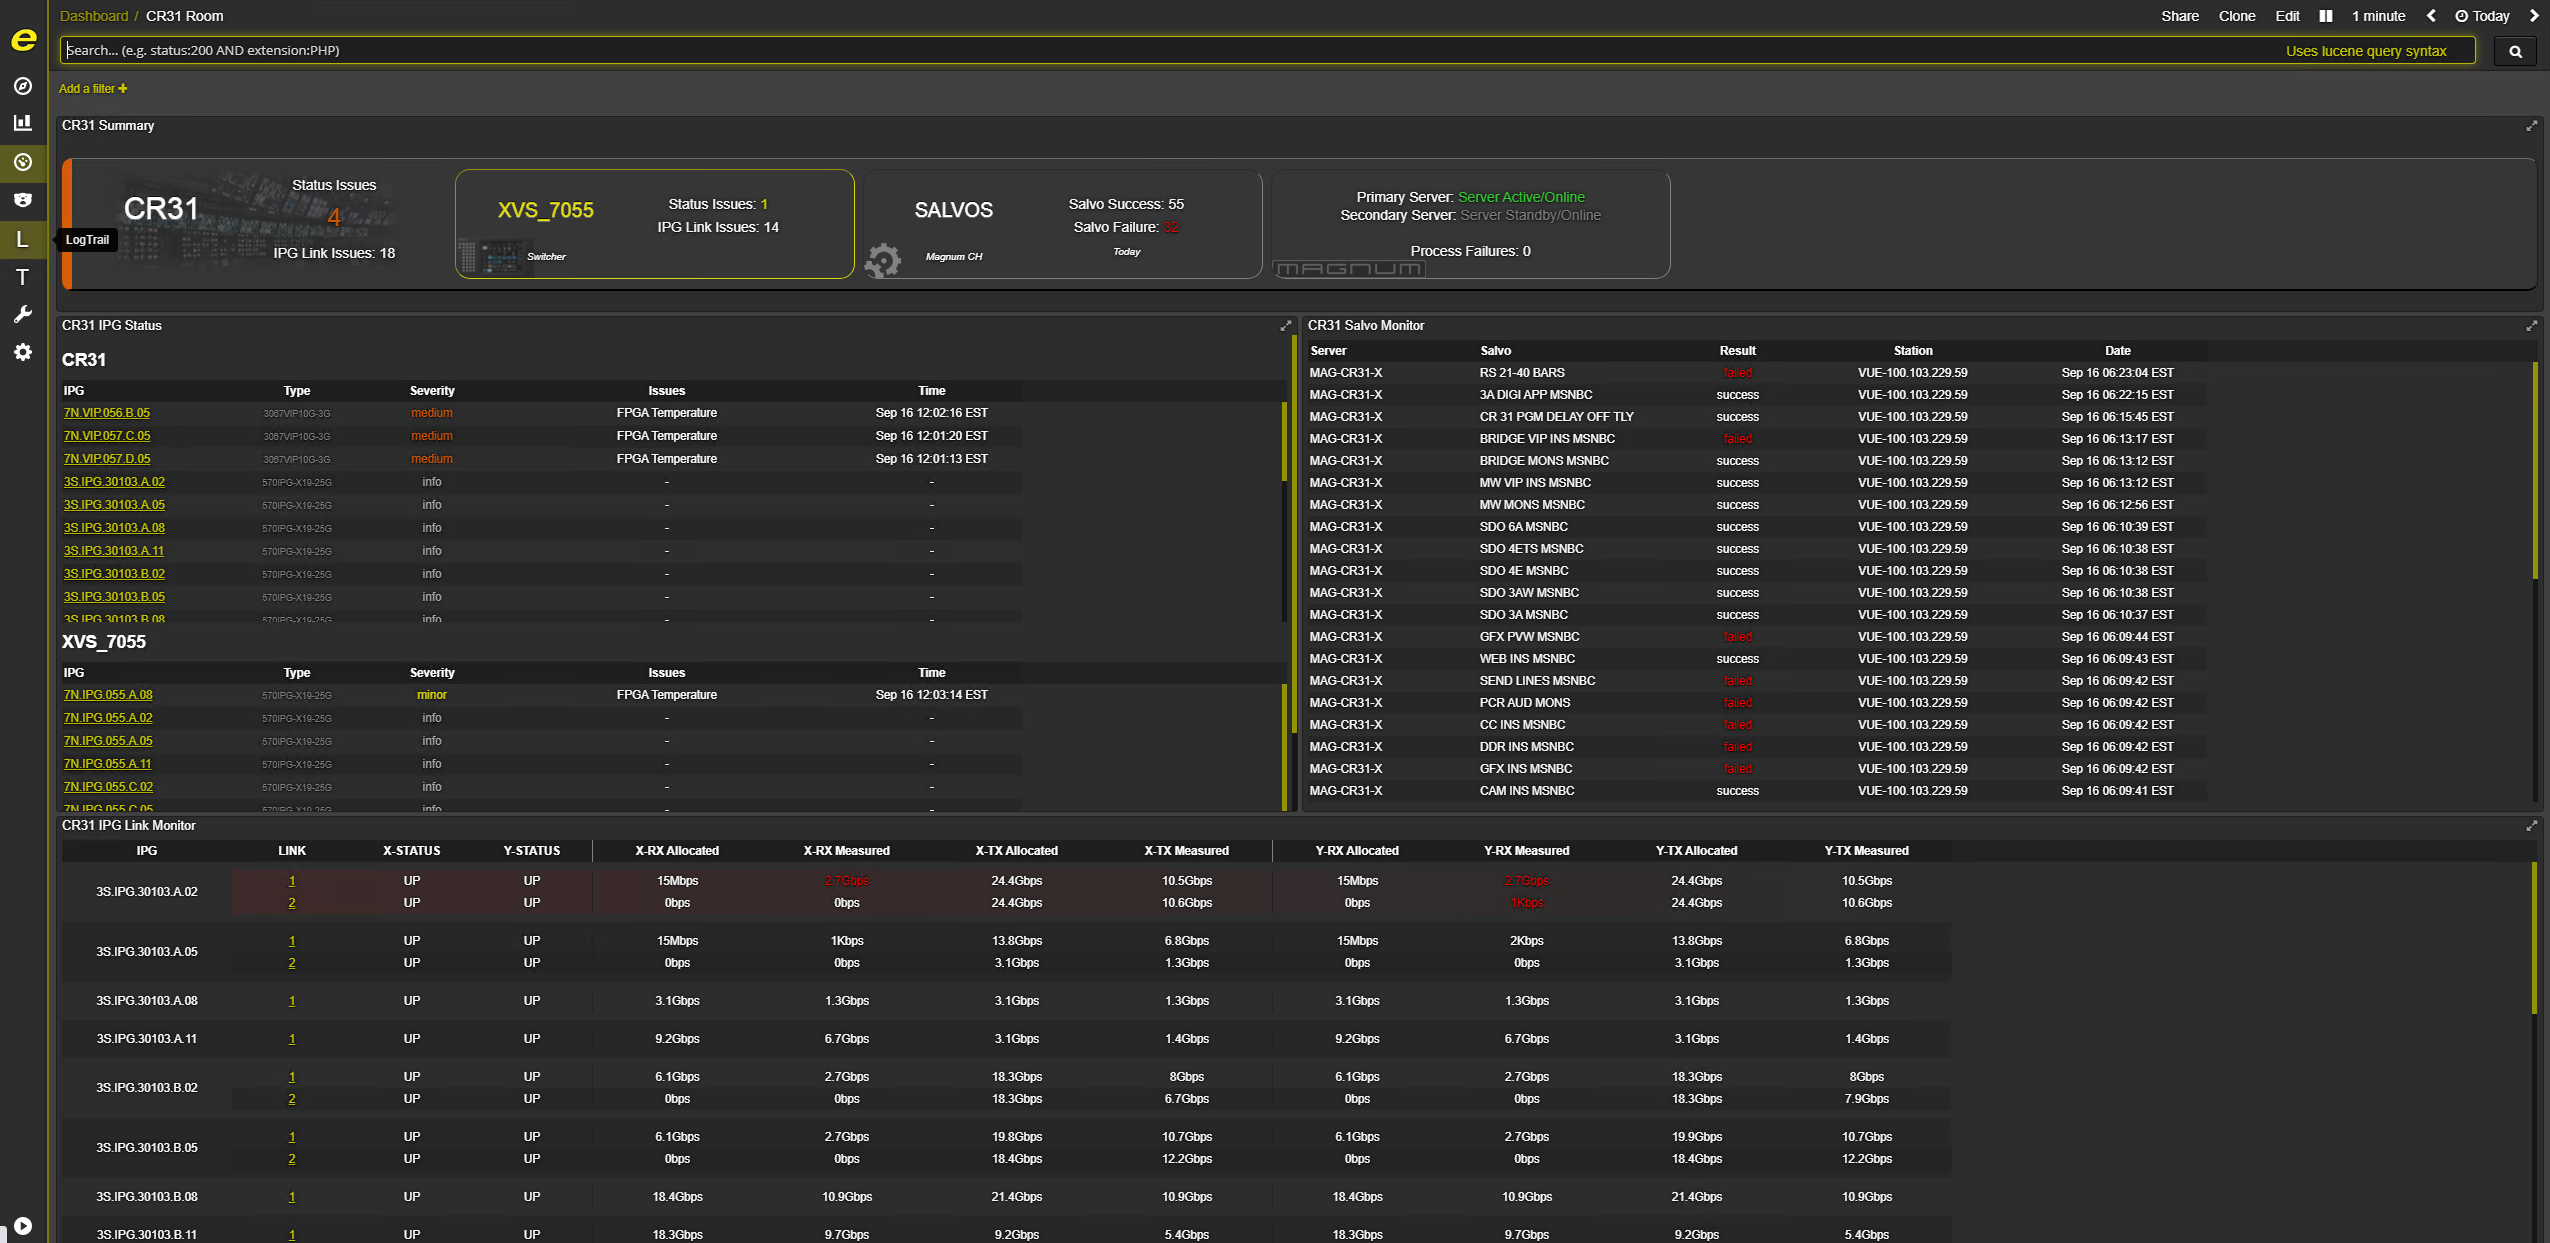 Dashboard / CR31 Room
Share Clone Edit 1 minute Today
Search... (e.g. status:200 AND extension:PHP) Uses lucene query syntax
Add a filter
CR31 Summary
CR31
Status Issues
4
IPG Link Issues: 18
XVS_7055
Status Issues: 1
IPG Link Issues: 14
Switcher
SALVOS
Salvo Success: 55
Salvo Failure: 32
Magnum CH
Today
Primary Server: Server Active/Online
Secondary Server: Server Standby/Online
Process Failures: 0
MAGNUM
L
LogTrail
T
CR31 IPG Status
CR31
IPG Type Severity Issues Time
7N.VIP.056.B.05 3067VIP10G-3G medium FPGA Temperature Sep 16 12:02:16 EST
7N.VIP.057.C.05 3067VIP10G-3G medium FPGA Temperature Sep 16 12:01:20 EST
7N.VIP.057.D.05 3067VIP10G-3G medium FPGA Temperature Sep 16 12:01:13 EST
3S.IPG.30103.A.02 570IPG-X19-25G info - -
3S.IPG.30103.A.05 570IPG-X19-25G info - -
3S.IPG.30103.A.08 570IPG-X19-25G info - -
3S.IPG.30103.A.11 570IPG-X19-25G info - -
3S.IPG.30103.B.02 570IPG-X19-25G info - -
3S.IPG.30103.B.05 570IPG-X19-25G info - -
3S.IPG.30103.B.08 570IPG-X19-25G info - -
XVS_7055
IPG Type Severity Issues Time
7N.IPG.055.A.08 570IPG-X19-25G minor FPGA Temperature Sep 16 12:03:14 EST
7N.IPG.055.A.02 570IPG-X19-25G info - -
7N.IPG.055.A.05 570IPG-X19-25G info - -
7N.IPG.055.A.11 570IPG-X19-25G info - -
7N.IPG.055.C.02 570IPG-X19-25G info - -
7N.IPG.055.C.05 570IPG-X19-25G info - -
CR31 Salvo Monitor
Server Salvo Result Station Date
MAG-CR31-X RS 21-40 BARS failed VUE-100.103.229.59 Sep 16 06:23:04 EST
MAG-CR31-X 3A DIGI APP MSNBC success VUE-100.103.229.59 Sep 16 06:22:15 EST
MAG-CR31-X CR 31 PGM DELAY OFF TLY success VUE-100.103.229.59 Sep 16 06:15:45 EST
MAG-CR31-X BRIDGE VIP INS MSNBC failed VUE-100.103.229.59 Sep 16 06:13:17 EST
MAG-CR31-X BRIDGE MONS MSNBC success VUE-100.103.229.59 Sep 16 06:13:12 EST
MAG-CR31-X MW VIP INS MSNBC success VUE-100.103.229.59 Sep 16 06:13:12 EST
MAG-CR31-X MW MONS MSNBC success VUE-100.103.229.59 Sep 16 06:12:56 EST
MAG-CR31-X SDO 6A MSNBC success VUE-100.103.229.59 Sep 16 06:10:39 EST
MAG-CR31-X SDO 4ETS MSNBC success VUE-100.103.229.59 Sep 16 06:10:38 EST
MAG-CR31-X SDO 4E MSNBC success VUE-100.103.229.59 Sep 16 06:10:38 EST
MAG-CR31-X SDO 3AW MSNBC success VUE-100.103.229.59 Sep 16 06:10:38 EST
MAG-CR31-X SDO 3A MSNBC success VUE-100.103.229.59 Sep 16 06:10:37 EST
MAG-CR31-X GFX PVW MSNBC failed VUE-100.103.229.59 Sep 16 06:09:44 EST
MAG-CR31-X WEB INS MSNBC success VUE-100.103.229.59 Sep 16 06:09:43 EST
MAG-CR31-X SEND LINES MSNBC failed VUE-100.103.229.59 Sep 16 06:09:42 EST
MAG-CR31-X PCR AUD MONS failed VUE-100.103.229.59 Sep 16 06:09:42 EST
MAG-CR31-X CC INS MSNBC failed VUE-100.103.229.59 Sep 16 06:09:42 EST
MAG-CR31-X DDR INS MSNBC failed VUE-100.103.229.59 Sep 16 06:09:42 EST
MAG-CR31-X GFX INS MSNBC failed VUE-100.103.229.59 Sep 16 06:09:42 EST
MAG-CR31-X CAM INS MSNBC success VUE-100.103.229.59 Sep 16 06:09:41 EST
CR31 IPG Link Monitor
IPG LINK X-STATUS Y-STATUS X-RX Allocated X-RX Measured X-TX Allocated X-TX Measured Y-RX Allocated Y-RX Measured Y-TX Allocated Y-TX Measured
3S.IPG.30103.A.02
1 UP UP 15Mbps 2.7Gbps 24.4Gbps 10.5Gbps 15Mbps 2.7Gbps 24.4Gbps 10.5Gbps
2 UP UP 0bps 0bps 24.4Gbps 10.6Gbps 0bps 1Kbps 24.4Gbps 10.6Gbps
3S.IPG.30103.A.05
1 UP UP 15Mbps 1Kbps 13.8Gbps 6.8Gbps 15Mbps 2Kbps 13.8Gbps 6.8Gbps
2 UP UP 0bps 0bps 3.1Gbps 1.3Gbps 0bps 0bps 3.1Gbps 1.3Gbps
3S.IPG.30103.A.08 1 UP UP 3.1Gbps 1.3Gbps 3.1Gbps 1.3Gbps 3.1Gbps 1.3Gbps 3.1Gbps 1.3Gbps
3S.IPG.30103.A.11 1 UP UP 9.2Gbps 6.7Gbps 3.1Gbps 1.4Gbps 9.2Gbps 6.7Gbps 3.1Gbps 1.4Gbps
3S.IPG.30103.B.02
1 UP UP 6.1Gbps 2.7Gbps 18.3Gbps 8Gbps 6.1Gbps 2.7Gbps 18.3Gbps 8Gbps
2 UP UP 0bps 0bps 18.3Gbps 6.7Gbps 0bps 0bps 18.3Gbps 7.9Gbps
3S.IPG.30103.B.05
1 UP UP 6.1Gbps 2.7Gbps 19.8Gbps 10.7Gbps 6.1Gbps 2.7Gbps 19.9Gbps 10.7Gbps
2 UP UP 0bps 0bps 18.4Gbps 12.2Gbps 0bps 0bps 18.4Gbps 12.2Gbps
3S.IPG.30103.B.08 1 UP UP 18.4Gbps 10.9Gbps 21.4Gbps 10.9Gbps 18.4Gbps 10.9Gbps 21.4Gbps 10.9Gbps
3S.IPG.30103.B.11 1 UP UP 18.3Gbps 9.7Gbps 9.2Gbps 5.4Gbps 18.3Gbps 9.7Gbps 9.2Gbps 5.4Gbps